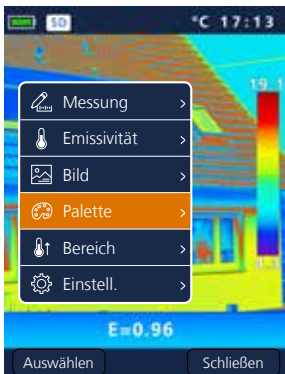 SD °C 17:13
19.1
Messung
Emissivität
Bild
Palette
Bereich
Einstell.
E=0.96
Auswählen Schließen